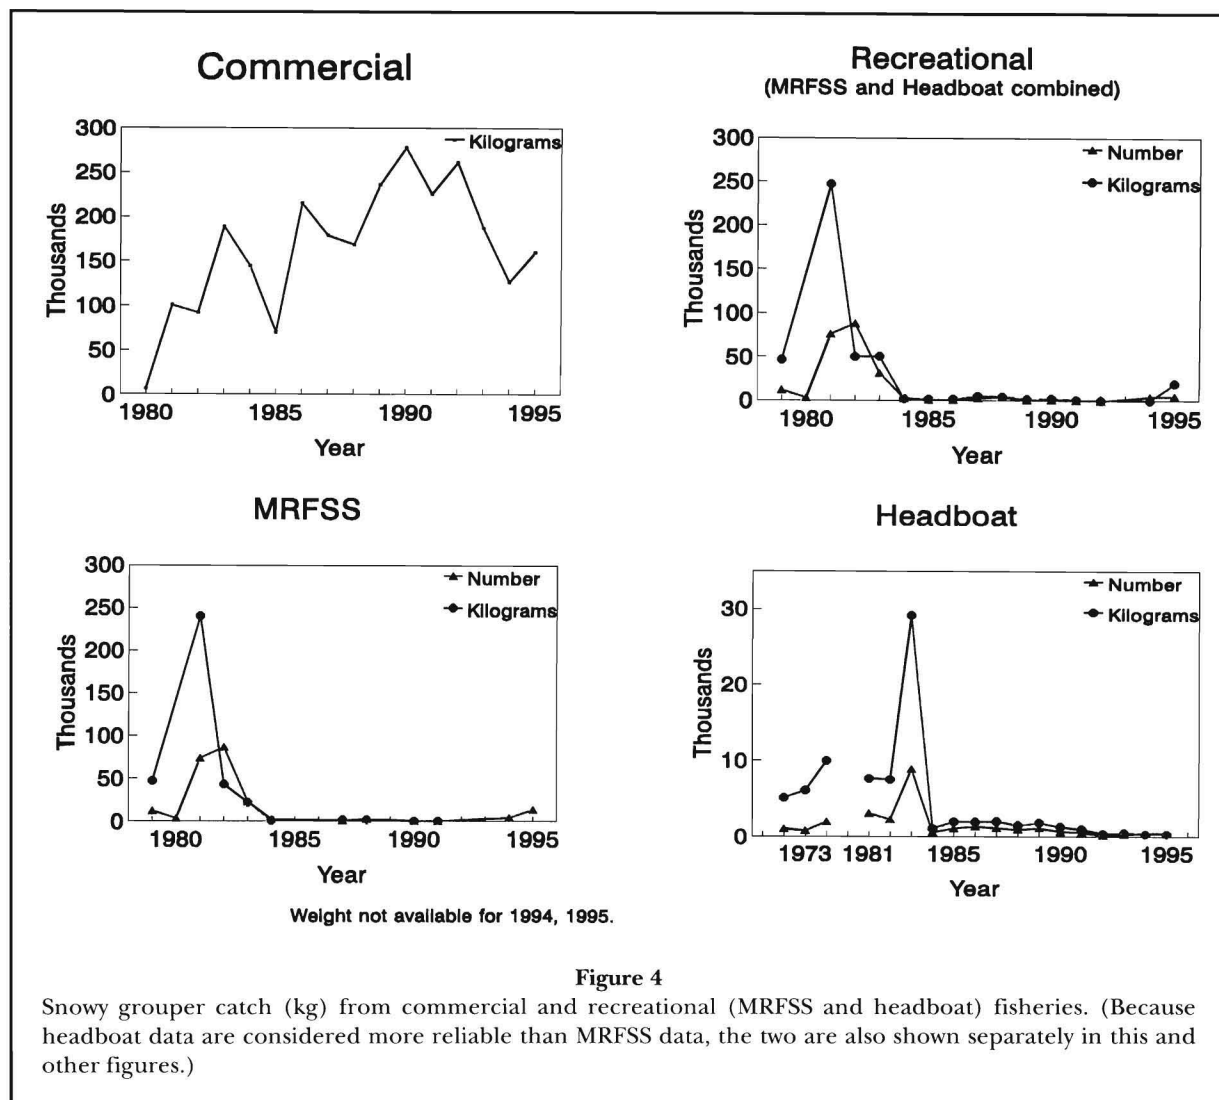 Commercial
300
250
200
150
100
50
0
Thousands
Kilograms
1980 1985 1990 1995
Year
Recreational
(MRFSS and Headboat combined)
300
250
200
150
100
50
0
Thousands
Number
Kilograms
1980 1985 1990 1995
Year
MRFSS
300
250
200
150
100
50
0
Thousands
Number
Kilograms
1980 1985 1990 1995
Year
Weight not available for 1994, 1995.
Headboat
30
20
10
0
Thousands
Number
Kilograms
1973 1981 1985 1990 1995
Year
Figure 4
Snowy grouper catch (kg) from commercial and recreational (MRFSS and headboat) fisheries. (Because
headboat data are considered more reliable than MRFSS data, the two are also shown separately in this and
other figures.)